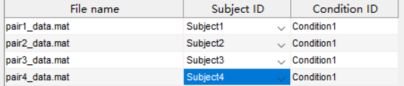 File name Subject ID Condition ID
pair1_data.mat Subject1 Condition1
pair2_data.mat Subject2 Condition1
pair3_data.mat Subject3 Condition1
pair4_data.mat Subject4 Condition1